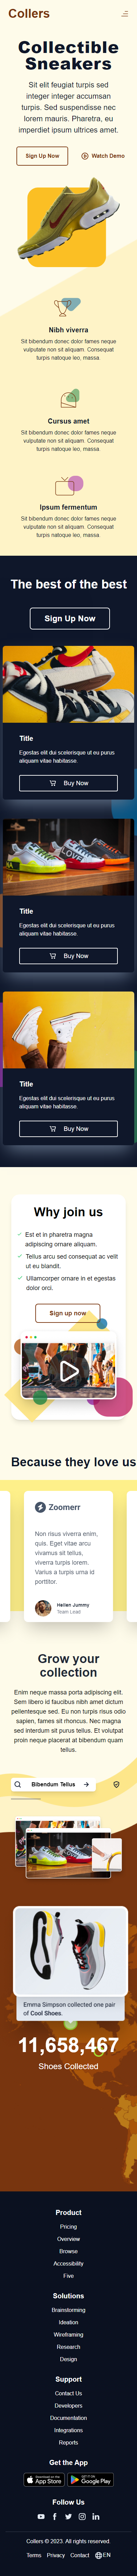 Collers
Collectible
Sneakers
Sit elit feugiat turpis sed
integer integer accumsan
turpis. Sed suspendisse nec
lorem mauris. Pharetra, eu
imperdiet ipsum ultrices amet.
Sign Up Now
Watch Demo
Nibh viverra
Sit bibendum donec dolor fames neque
vulputate non sit aliquam. Consequat
turpis natoque leo, massa.
Cursus amet
Sit bibendum donec dolor fames neque
vulputate non sit aliquam. Consequat
turpis natoque leo, massa.
Ipsum fermentum
Sit bibendum donec dolor fames neque
vulputate non sit aliquam. Consequat
turpis natoque leo, massa.
The best of the best
Sign Up Now
Title
Egestas elit dui scelerisque ut eu purus
aliquam vitae habitasse.
Buy Now
Title
Egestas elit dui scelerisque ut eu purus
aliquam vitae habitasse.
Buy Now
Title
Egestas elit dui scelerisque ut eu purus
aliquam vitae habitasse.
Buy Now
Why join us
Est et in pharetra magna
adipiscing ornare aliquam.
Tellus arcu sed consequat ac velit
ut eu blandit.
Ullamcorper ornare in et egestas
dolor orci.
Sign up now
Because they love us
Zoomerr
Non risus viverra enim,
quis. Eget vitae arcu
vivamus sit tellus,
viverra turpis lorem.
Varius a turpis urna id
porttitor.
Hellen Jummy
Team Lead
Grow your
collection
Enim neque massa porta adipiscing elit.
Sem libero id faucibus nibh amet dictum
pellentesque sed. Eu non turpis risus odio
sapien, fames sit rhoncus. Nec magna
sed interdum sit purus tellus. Et volutpat
proin neque placerat a bibendum quam
tellus.
Bibendum Tellus
Emma Simpson collected one pair
of Cool Shoes.
11,658,467
Shoes Collected
Product
Pricing
Overview
Browse
Accessibility
Five
Solutions
Brainstorming
Ideation
Wireframing
Research
Design
Support
Contact Us
Developers
Documentation
Integrations
Reports
Get the App
Download on the
App Store
GET IT ON
Google Play
Follow Us
Collers © 2023. All rights reserved.
Terms Privacy Contact EN